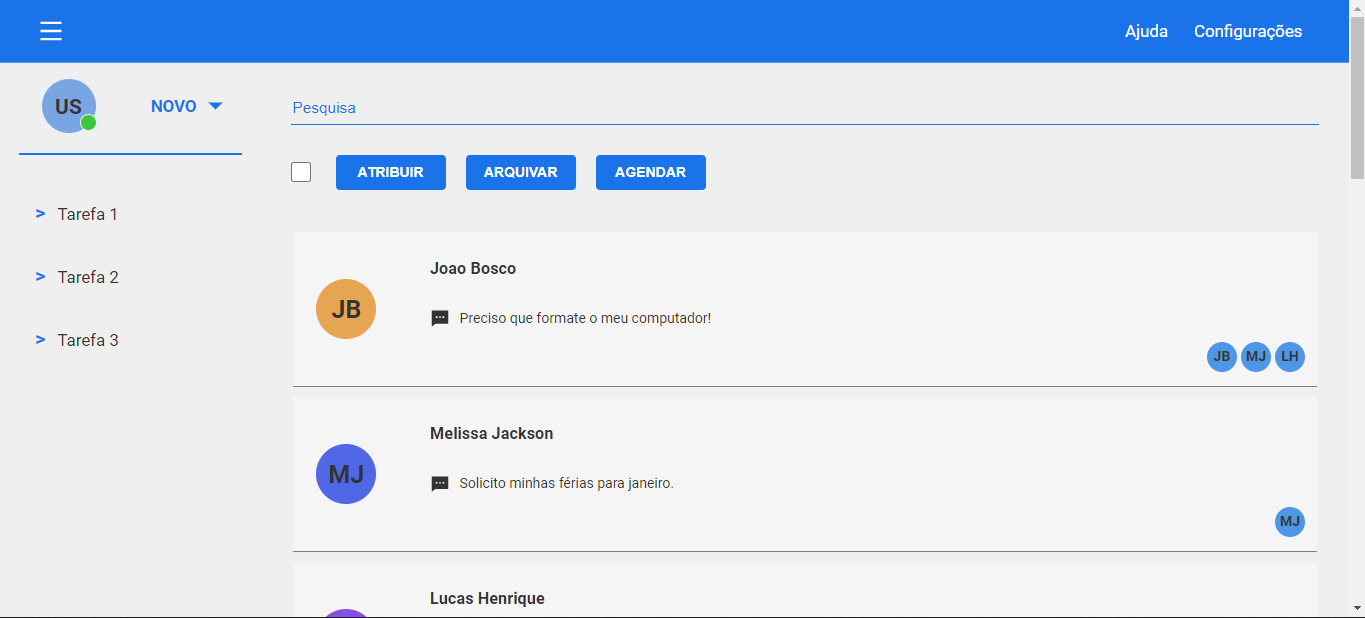 Ajuda Configurações
US NOVO
Pesquisa
ATRIBUIR ARQUIVAR AGENDAR
> Tarefa 1
> Tarefa 2
> Tarefa 3
Joao Bosco
JB
Preciso que formate o meu computador!
JB MJ LH
Melissa Jackson
MJ
Solicito minhas férias para janeiro.
MJ
Lucas Henrique